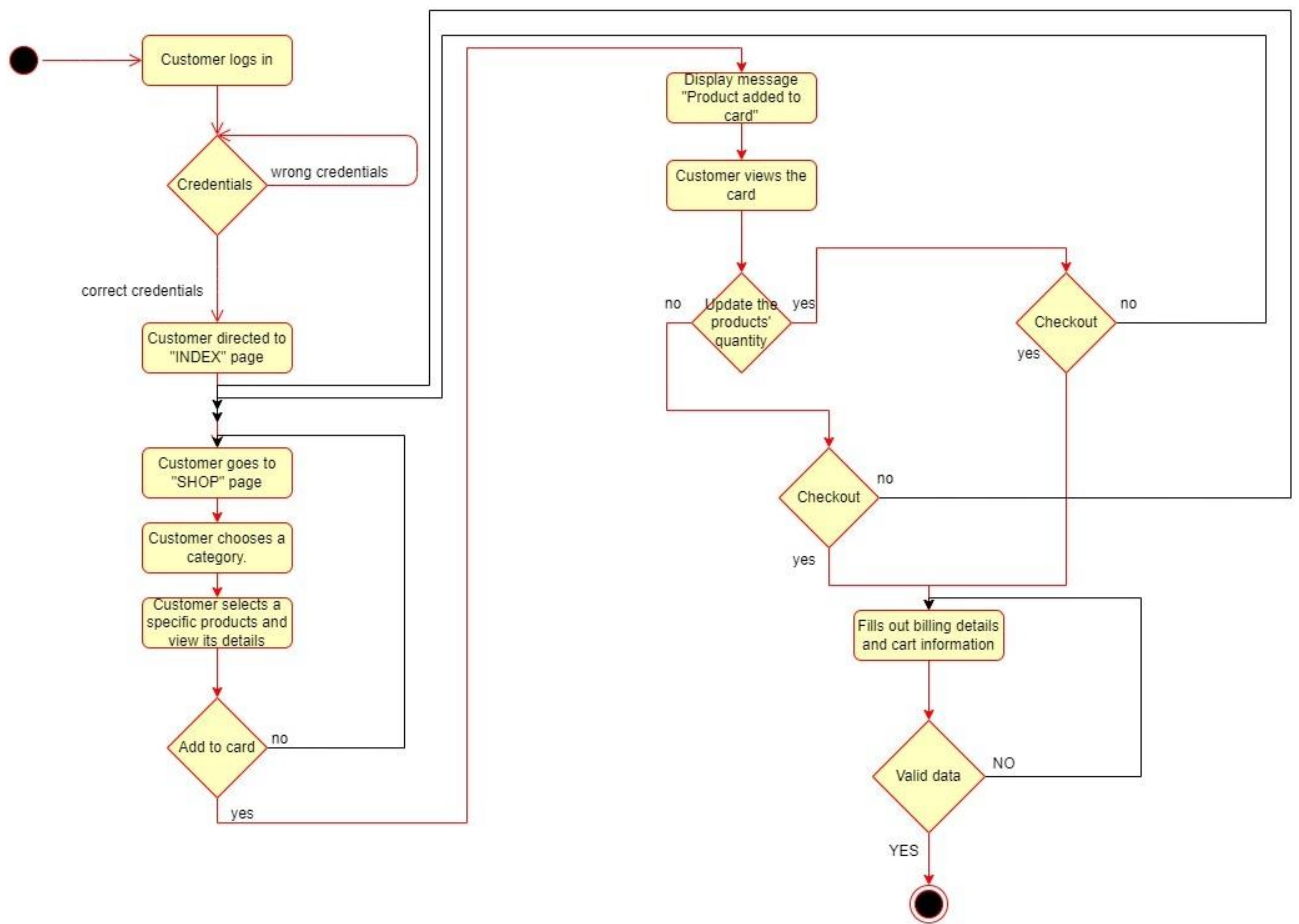 Customer logs in
Credentials
wrong credentials
correct credentials
Customer directed to
"INDEX" page
Customer goes to
"SHOP" page
Customer chooses a
category.
Customer selects a
specific products and
view its details
Add to card
no
yes
Display message
"Product added to
card"
Customer views the
card
no
Update the
products'
quantity
yes
Checkout
no
yes
Checkout
no
yes
Fills out billing details
and cart information
Valid data
NO
YES